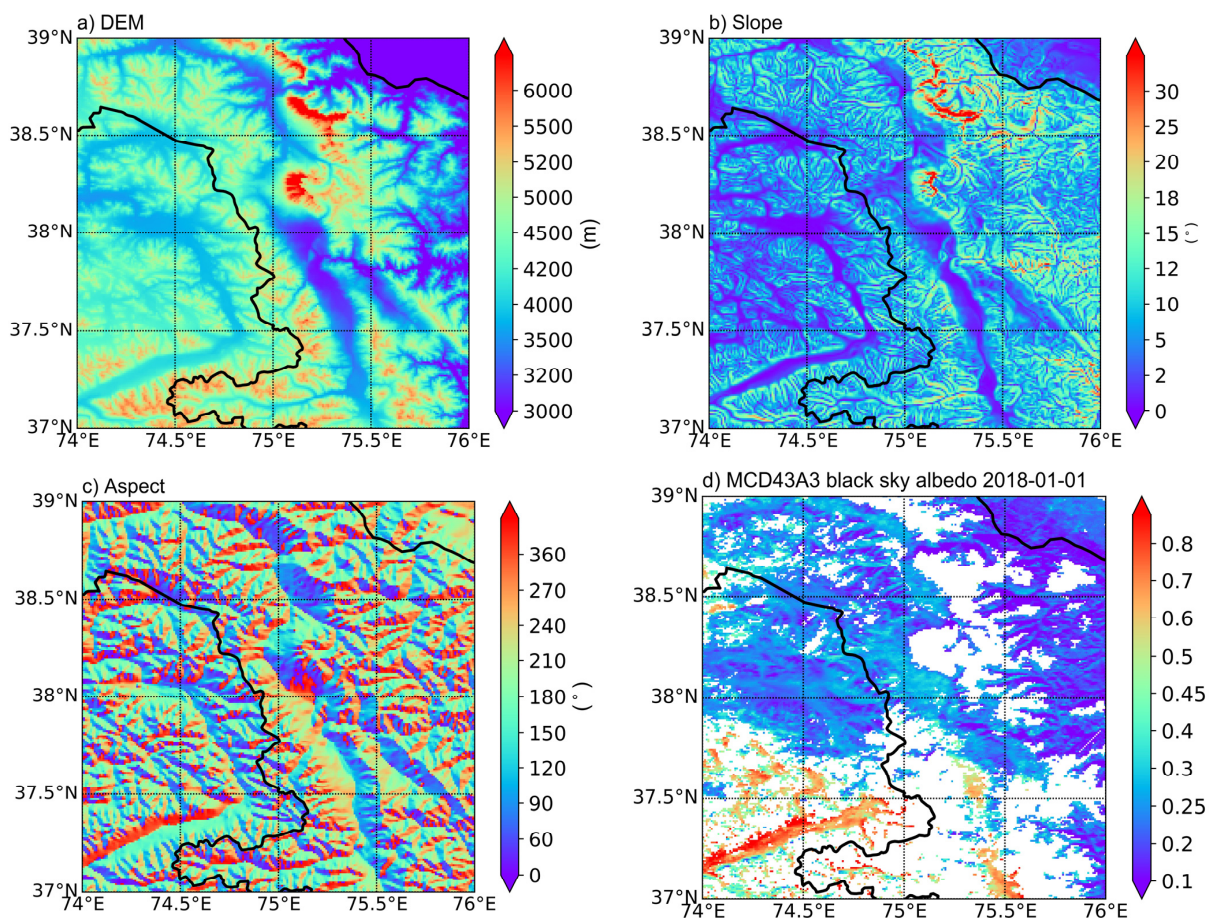 a) DEM
39°N
38.5°N
38°N
37.5°N
37°N
74°E
74.5°E
75°E
75.5°E
76°E
6000
5500
5200
5000
4500
4200
4000
3500
3200
3000
(m)
b) Slope
39°N
38.5°N
38°N
37.5°N
37°N
74°E
74.5°E
75°E
75.5°E
76°E
30
25
20
18
15
12
10
8
5
2
0
(°)
c) Aspect
39°N
38.5°N
38°N
37.5°N
37°N
74°E
74.5°E
75°E
75.5°E
76°E
360
260
240
210
180
150
120
90
60
0
(°)
d) MCD43A3 black sky albedo 2018-01-01
39°N
38.5°N
38°N
37.5°N
37°N
74°E
74.5°E
75°E
75.5°E
76°E
0.8
0.7
0.6
0.5
0.45
0.4
0.3
0.25
0.2
0.1